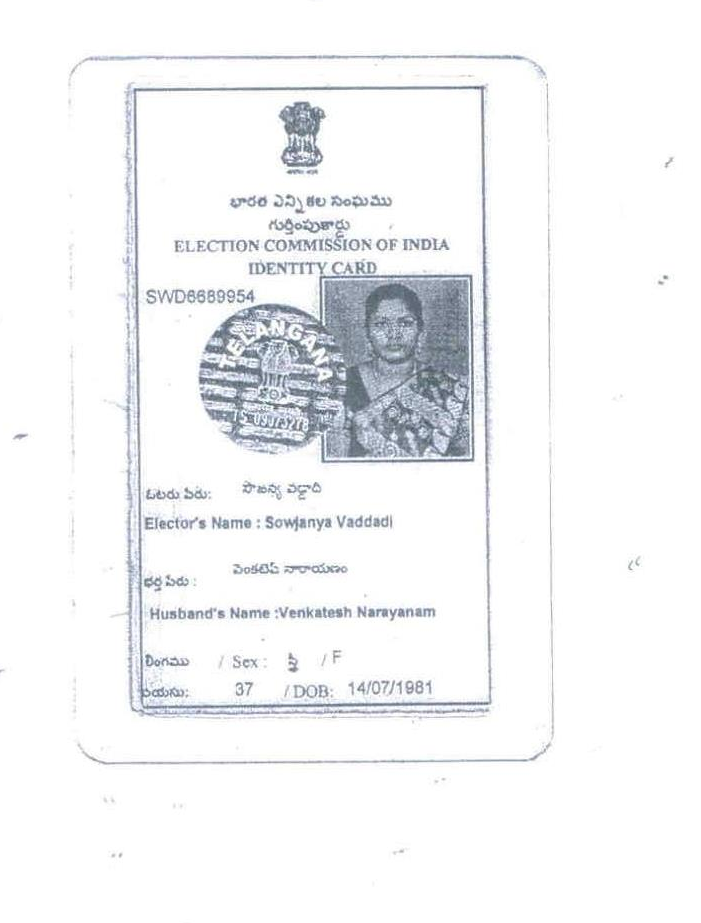 భారత ఎన్నికల సంఘము
గుర్తింపుకార్డు
ELECTION COMMISSION OF INDIA
IDENTITY CARD
SWD6689954
TELANGANA
TS 09373278
ఓటరు పేరు: సౌజన్య వడ్డాది
Elector's Name : Sowjanya Vaddadi
భర్త పేరు : వెంకటేష్ నారాయణం
Husband's Name :Venkatesh Narayanam
లింగము / Sex : స్త్రీ / F
వయసు: 37 / DOB: 14/07/1981